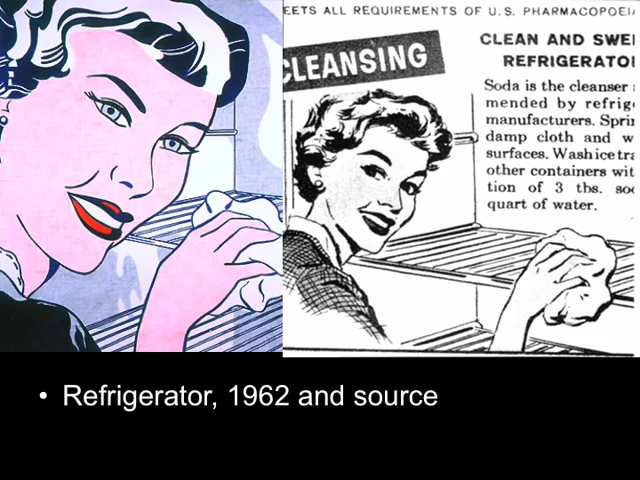 EETS ALL REQUIREMENTS OF U.S. PHARMACOPOEI
CLEANSING
CLEAN AND SWE
REFRIGERATO
Soda is the cleanser
mended by refrig
manufacturers. Sprin
damp cloth and w
surfaces. Wash ice tra
other containers wit
tion of 3 tbs. so
quart of water.
• Refrigerator, 1962 and source